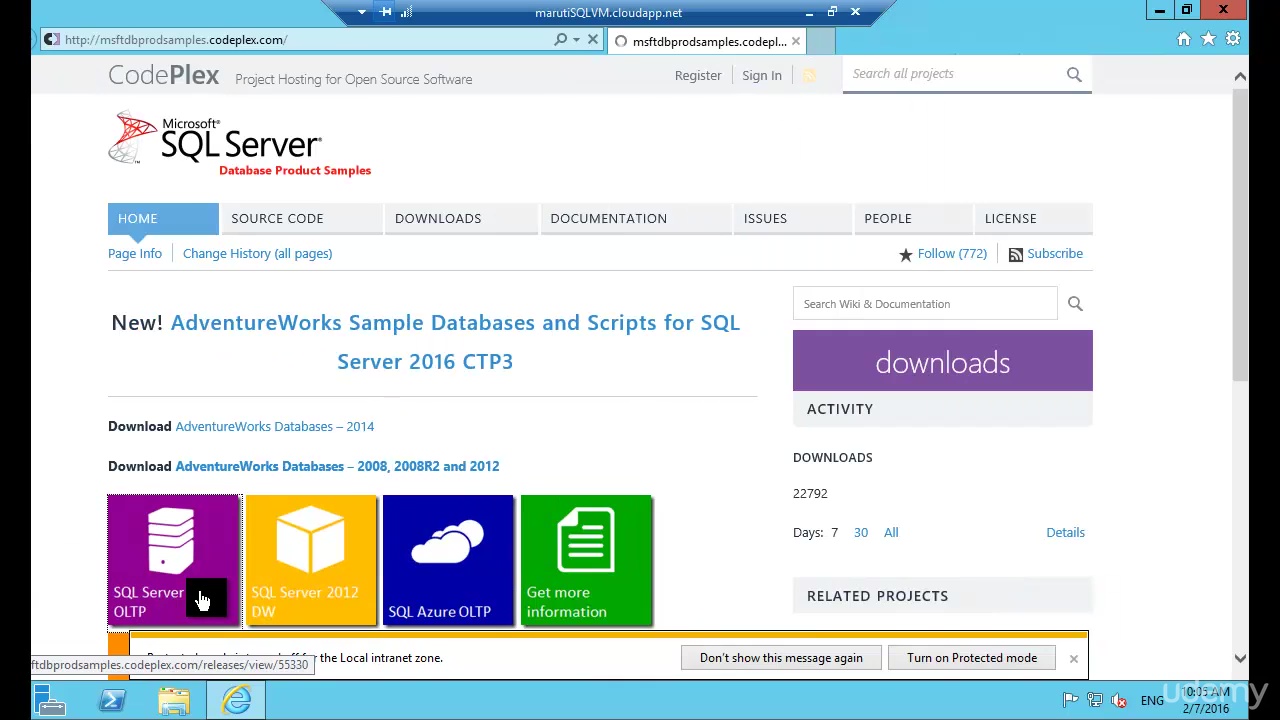 marutiSQLVM.cloudapp.net
http://msftdbprodsamples.codeplex.com/
msftdbprodsamples.codepl...
CodePlex Project Hosting for Open Source Software
Register
Sign In
Search all projects
Microsoft®
SQL Server®
Database Product Samples
HOME
SOURCE CODE
DOWNLOADS
DOCUMENTATION
ISSUES
PEOPLE
LICENSE
Page Info
Change History (all pages)
Follow (772)
Subscribe
New! AdventureWorks Sample Databases and Scripts for SQL
Server 2016 CTP3
Search Wiki & Documentation
downloads
ACTIVITY
Download AdventureWorks Databases – 2014
DOWNLOADS
Download AdventureWorks Databases – 2008, 2008R2 and 2012
22792
Days: 7 30 All
Details
SQL Server
OLTP
SQL Server 2012
DW
SQL Azure OLTP
Get more
information
RELATED PROJECTS
for the Local intranet zone.
Don't show this message again
Turn on Protected mode
ftdbprodsamples.codeplex.com/releases/view/55330
ENG
10:05 AM
2/7/2016
udemy